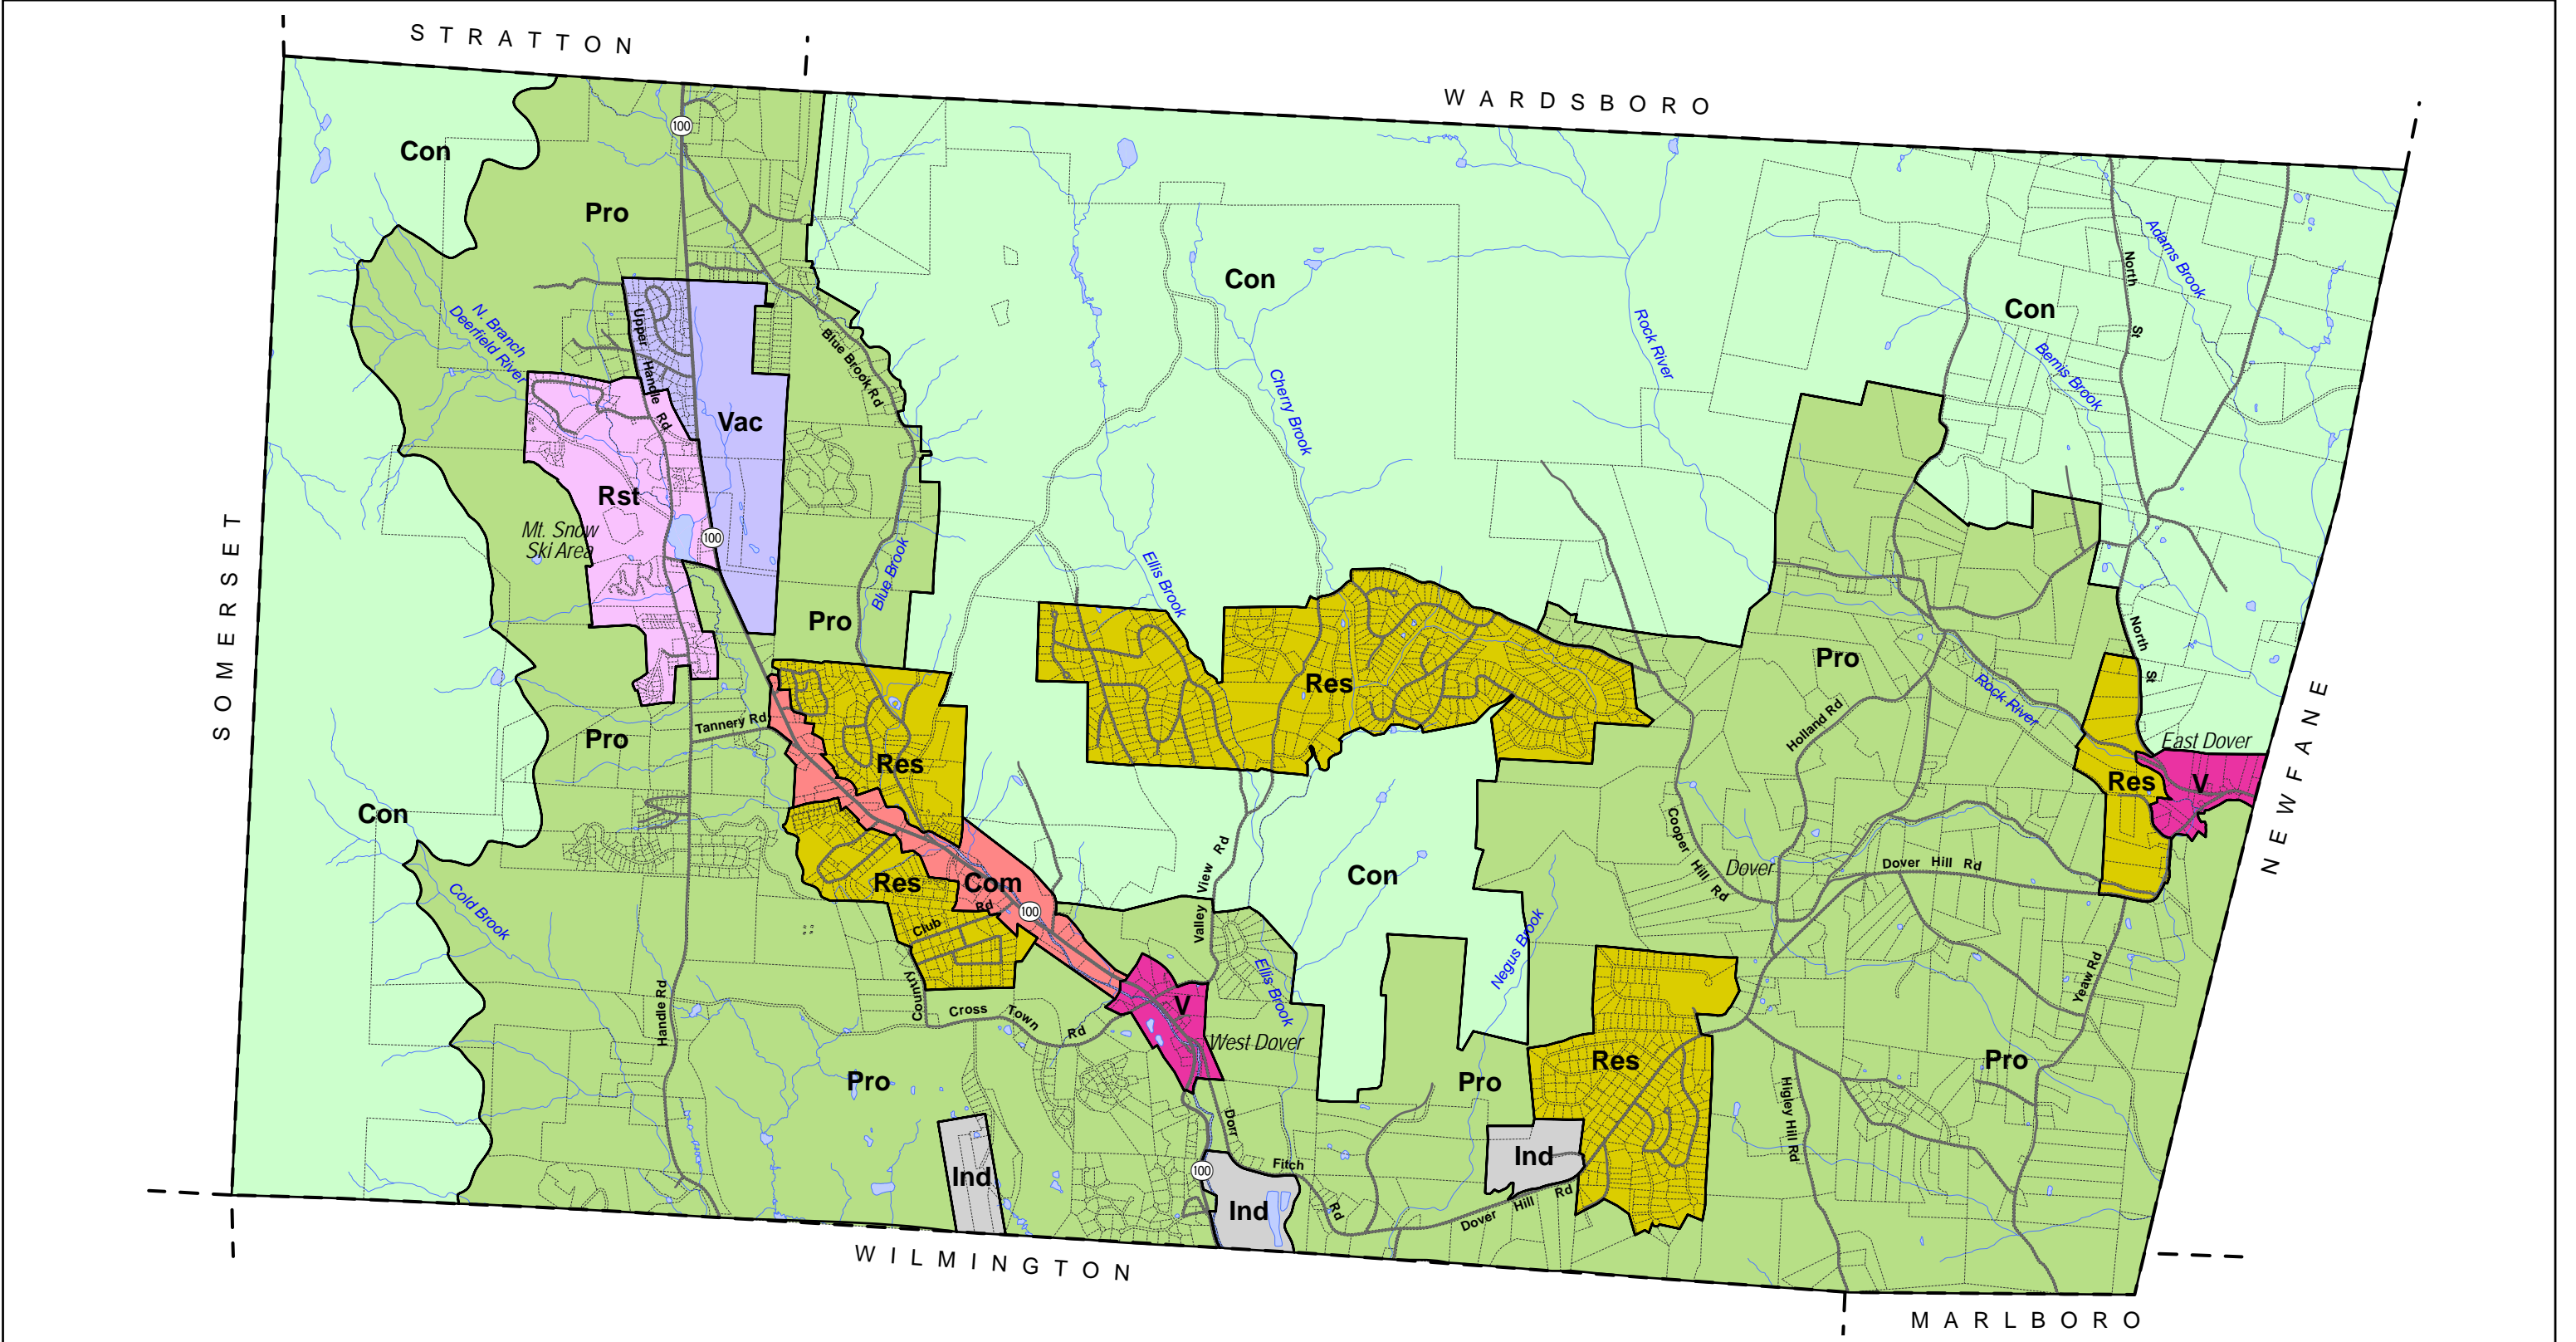 STRATTON
WARDSBORO
100
Con
Pro
Con
Con
North
St
Adams Brook
N. Branch
Deerfield River
Upper
Handle
Rd
Blue Brook Rd
Cherry Brook
Rock River
Bemis Brook
Vac
Rst
Mt. Snow
Ski Area
100
SOMERSET
Blue Brook
Ellis Brook
Pro
Res
Pro
North
St
Rock River
Holland Rd
NEWFANE
Tannery Rd
Pro
Res
East Dover
Res
V
Con
Cooper
Hill
Rd
Dover
Dover Hill Rd
Valley View Rd
Con
Res
Com
Rd
100
Club
Country
Cold Brook
Negus Brook
Ellis Brook
Handle Rd
Cross
Town
Rd
V
West Dover
Yeaw Rd
Pro
Pro
Res
Pro
Higley Hill Rd
Dorr
Fitch
Rd
100
Ind
Ind
Ind
Dover
Hill
Rd
WILMINGTON
MARLBORO